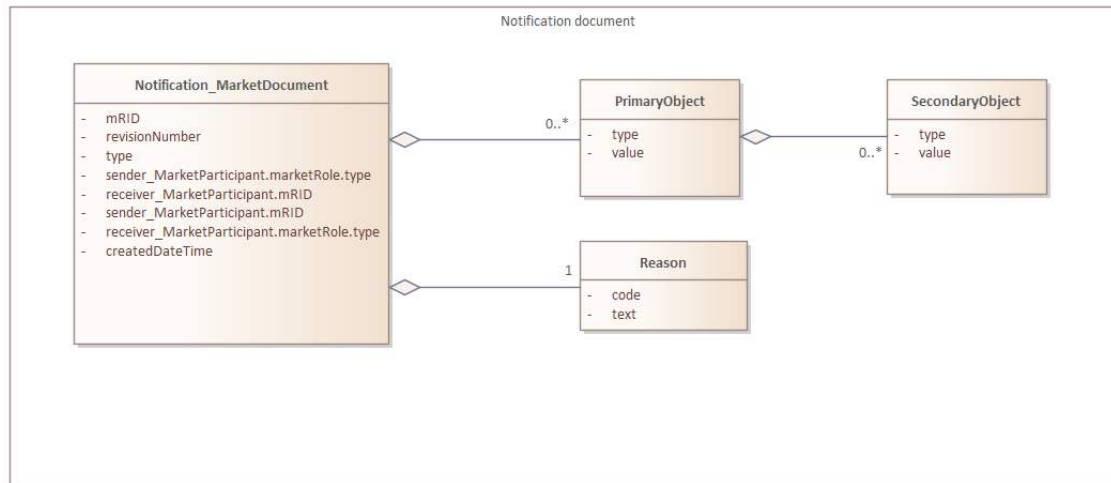 Notification document
Notification_MarketDocument
- mRID
- revisionNumber
- type
- sender_MarketParticipant.marketRole.type
- receiver_MarketParticipant.mRID
- sender_MarketParticipant.mRID
- receiver_MarketParticipant.marketRole.type
- createdDateTime
0..*
PrimaryObject
- type
- value
0..*
SecondaryObject
- type
- value
1
Reason
- code
- text